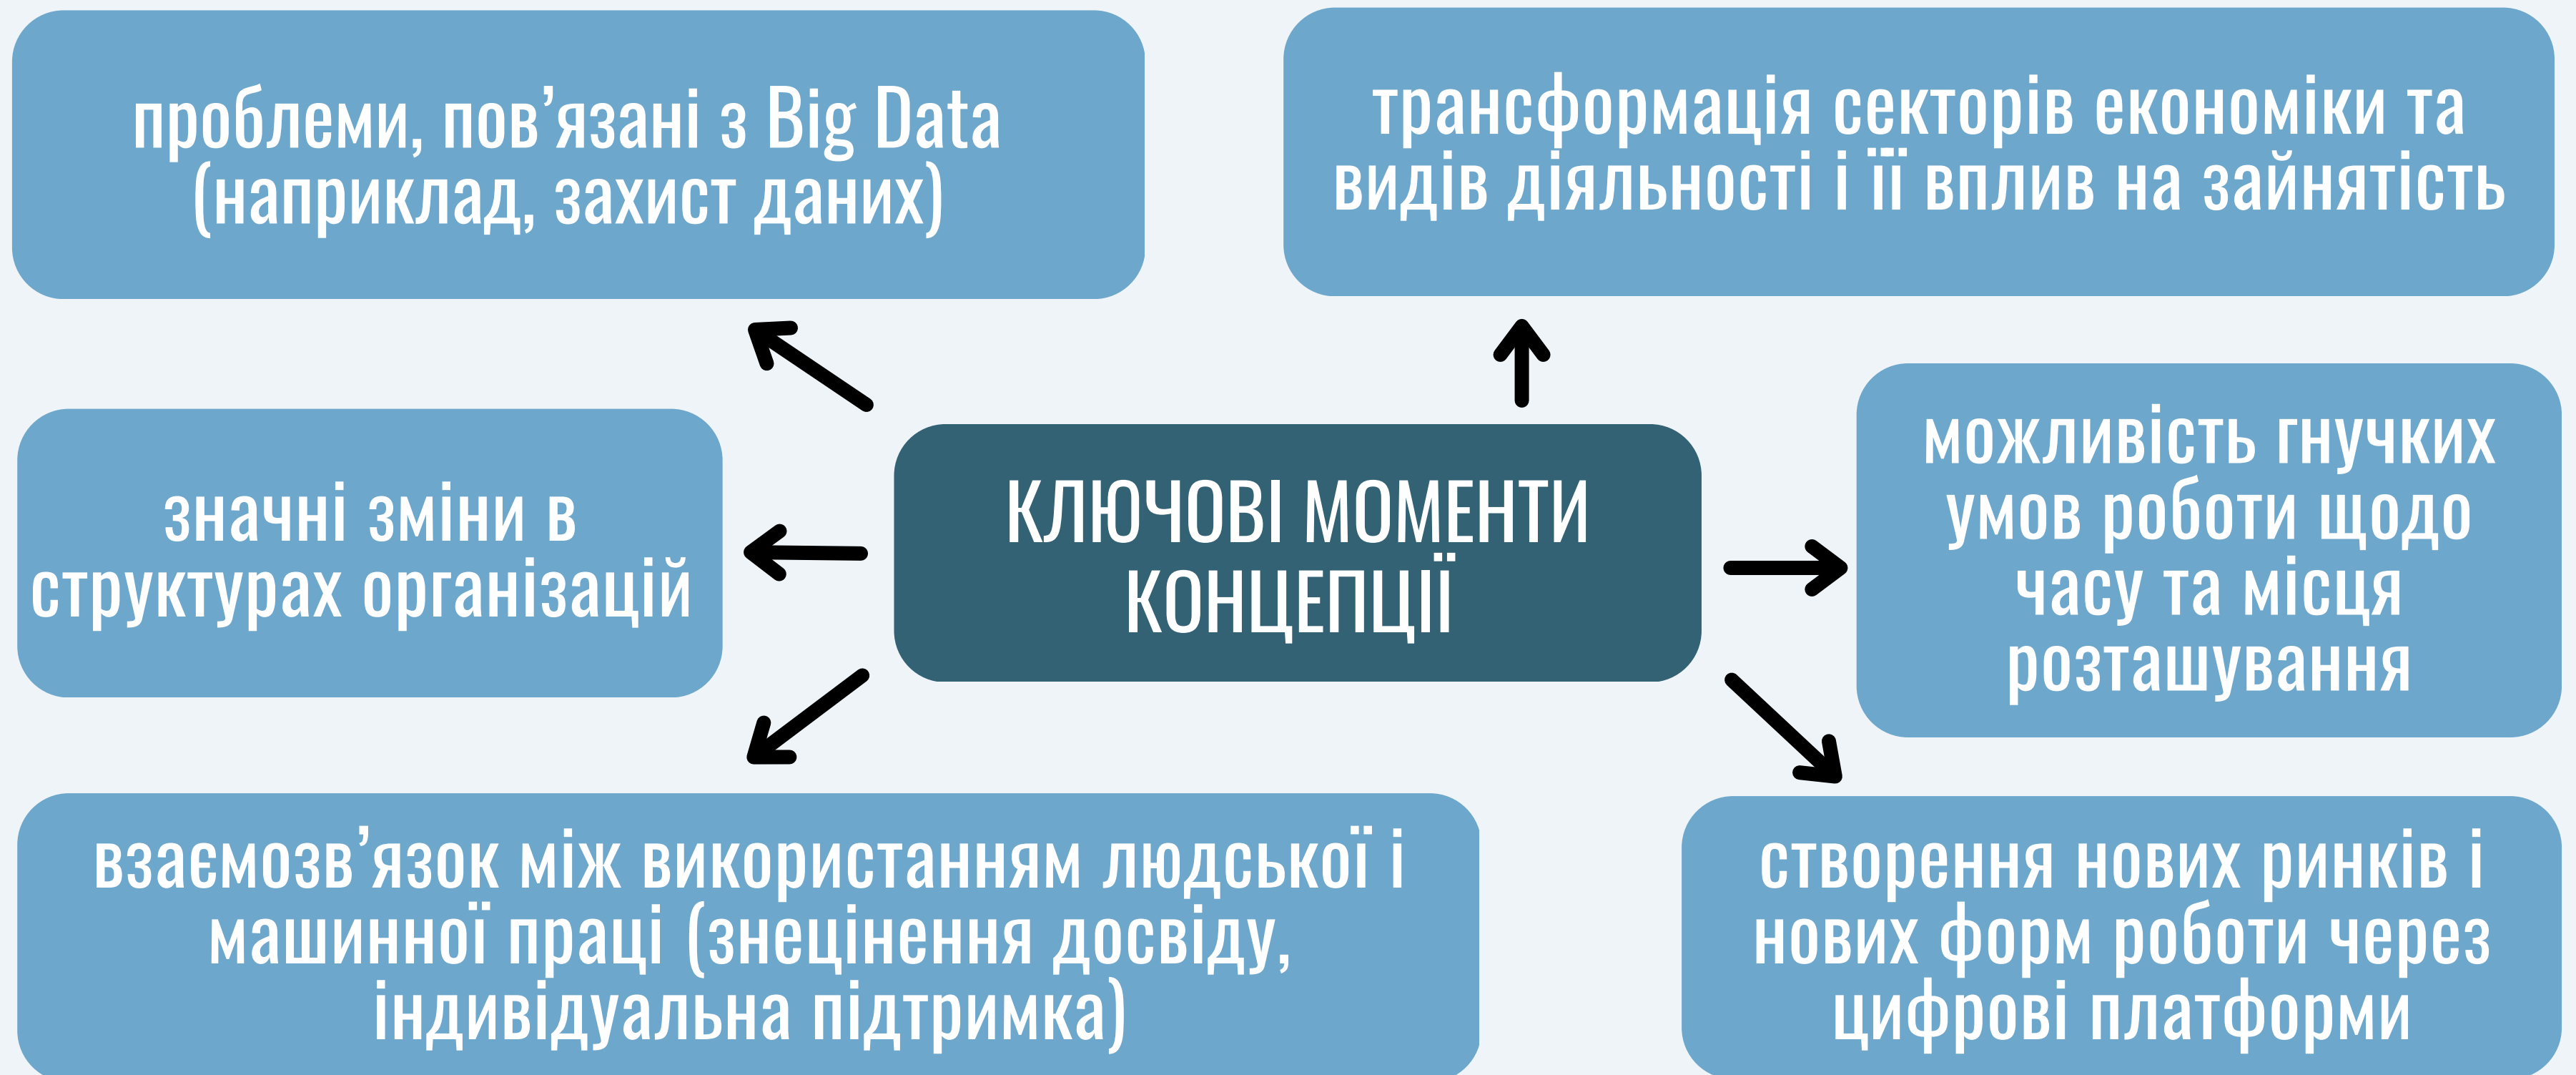 проблеми, пов’язані з Big Data
(наприклад, захист даних)
трансформація секторів економіки та
видів діяльності і її вплив на зайнятість
значні зміни в
структурах організацій
КЛЮЧОВІ МОМЕНТИ
КОНЦЕПЦІЇ
можливість гнучких
умов роботи щодо
часу та місця
розташування
взаємозв’язок між використанням людської і
машинної праці (знецінення досвіду,
індивідуальна підтримка)
створення нових ринків і
нових форм роботи через
цифрові платформи